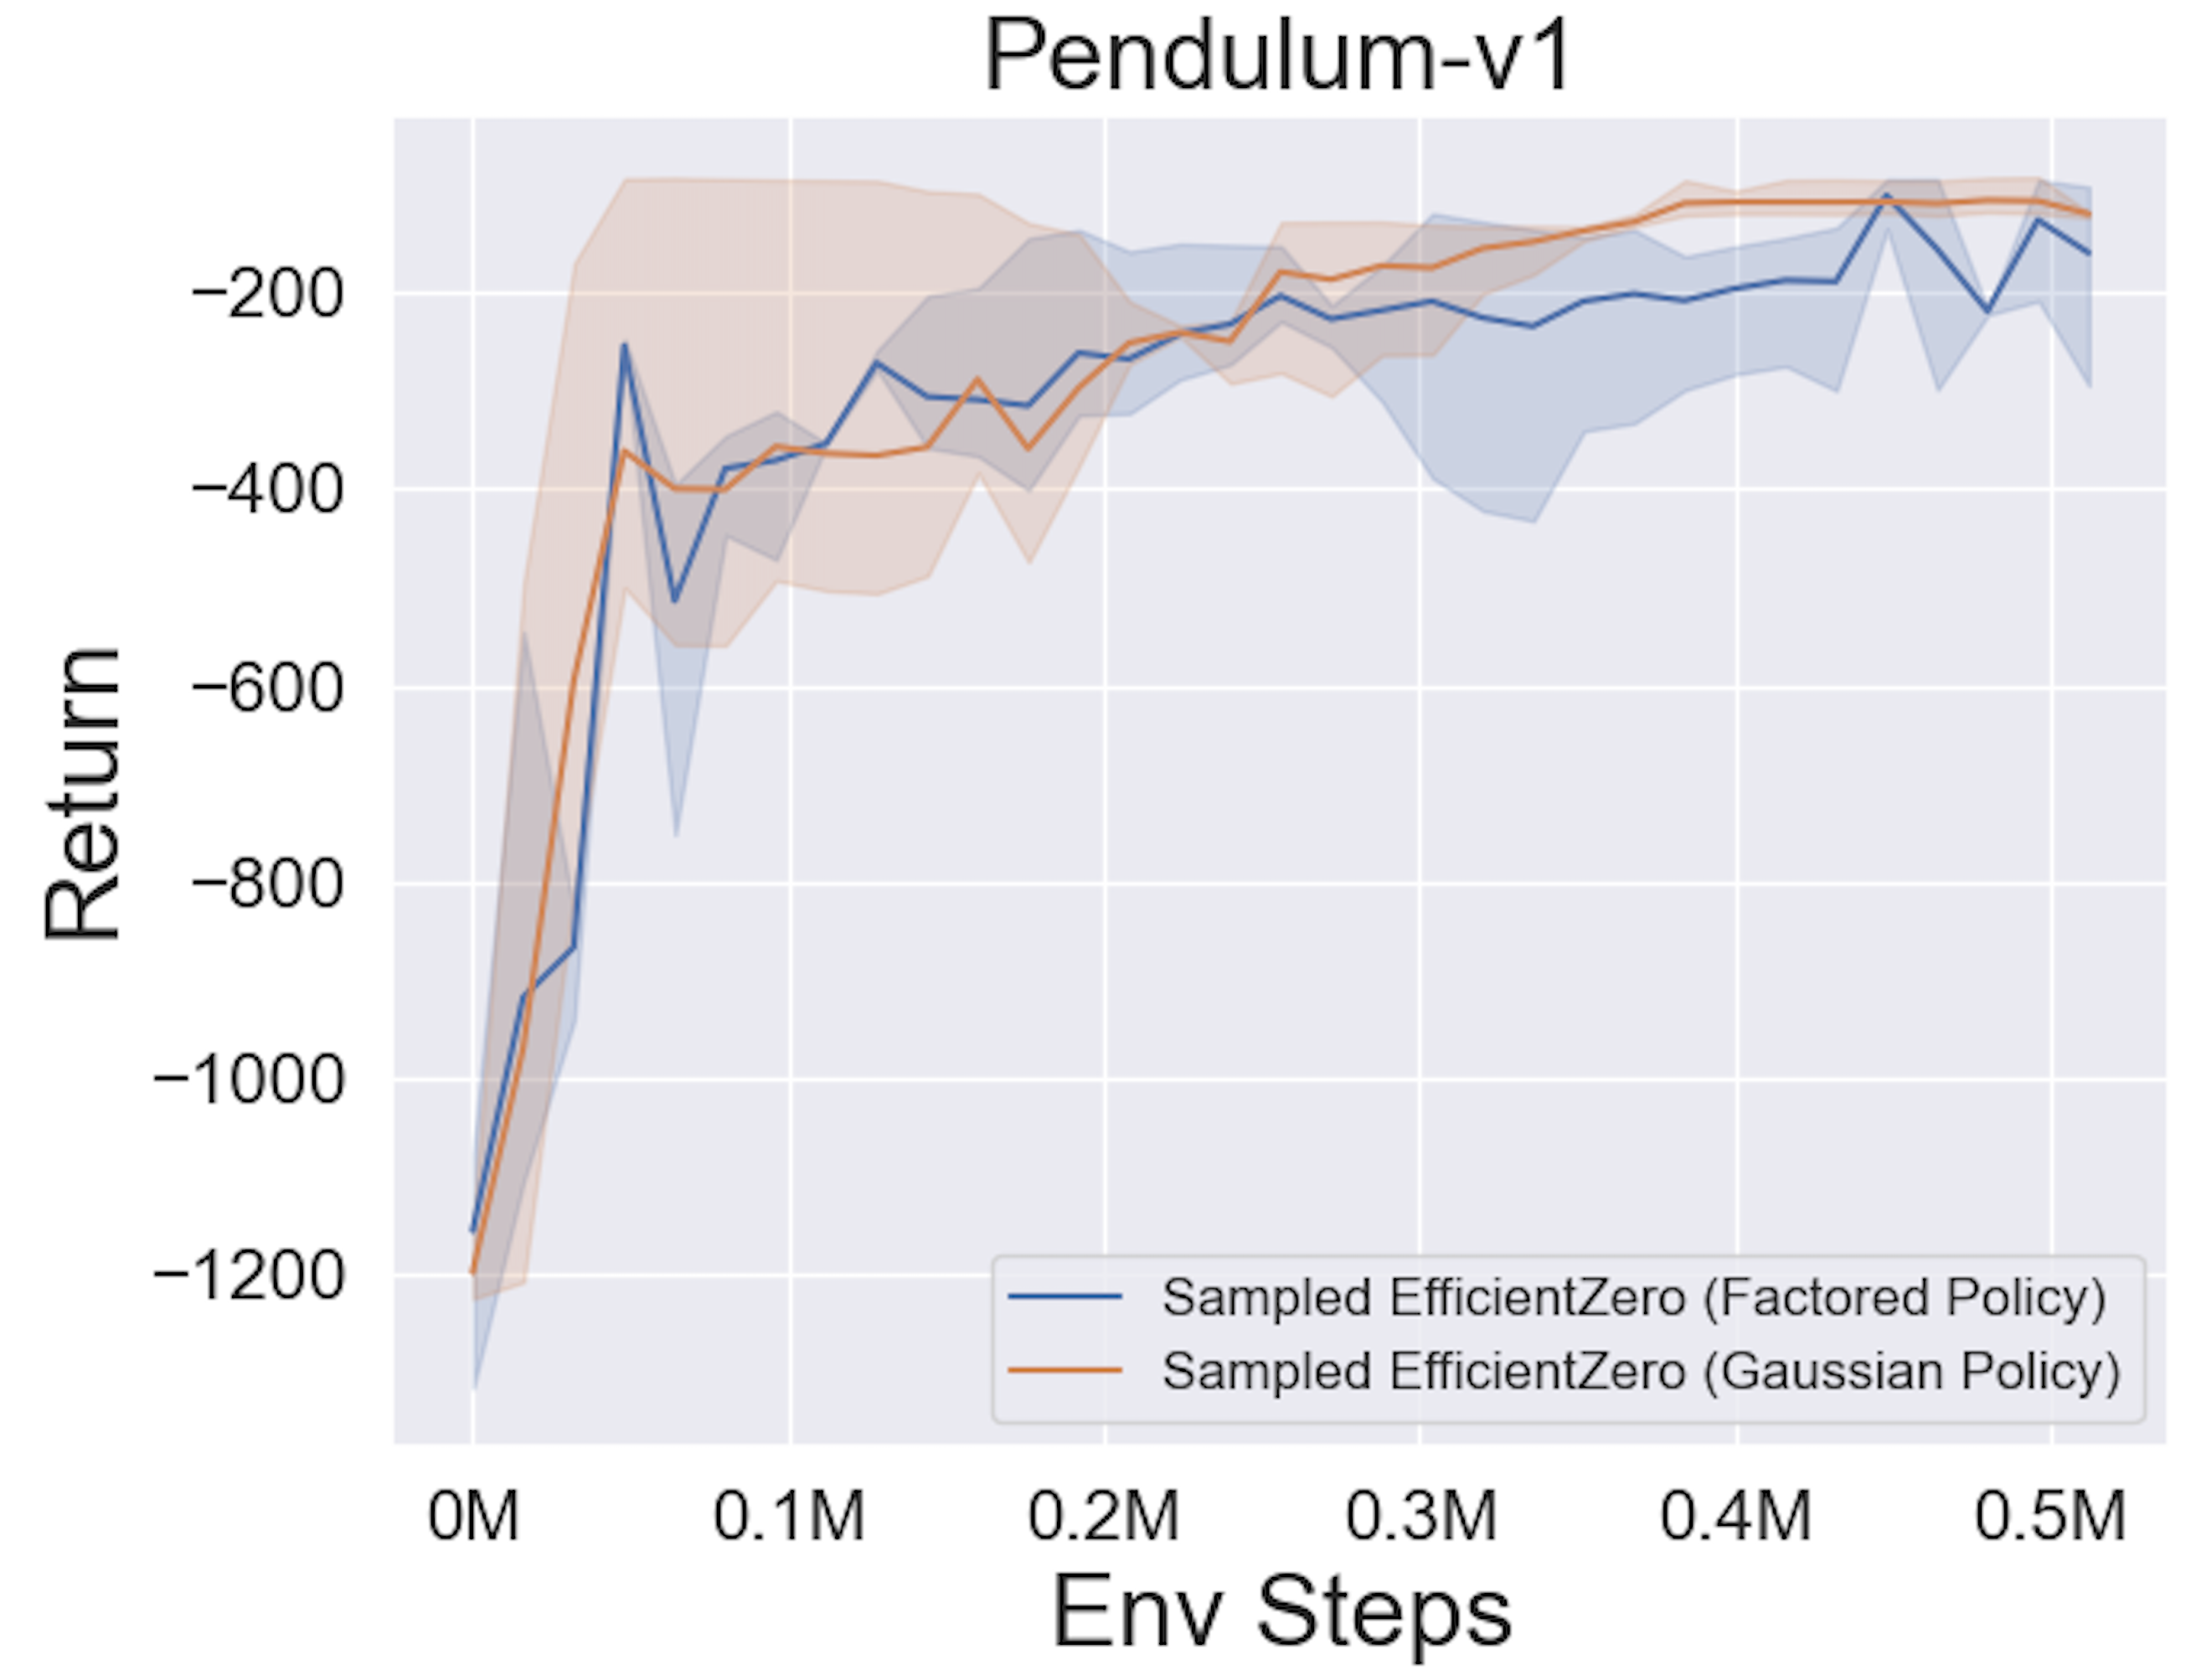 Pendulum-v1
Return
−200
−400
−600
−800
−1000
−1200
Sampled EfficientZero (Factored Policy)
Sampled EfficientZero (Gaussian Policy)
0M 0.1M 0.2M 0.3M 0.4M 0.5M
Env Steps